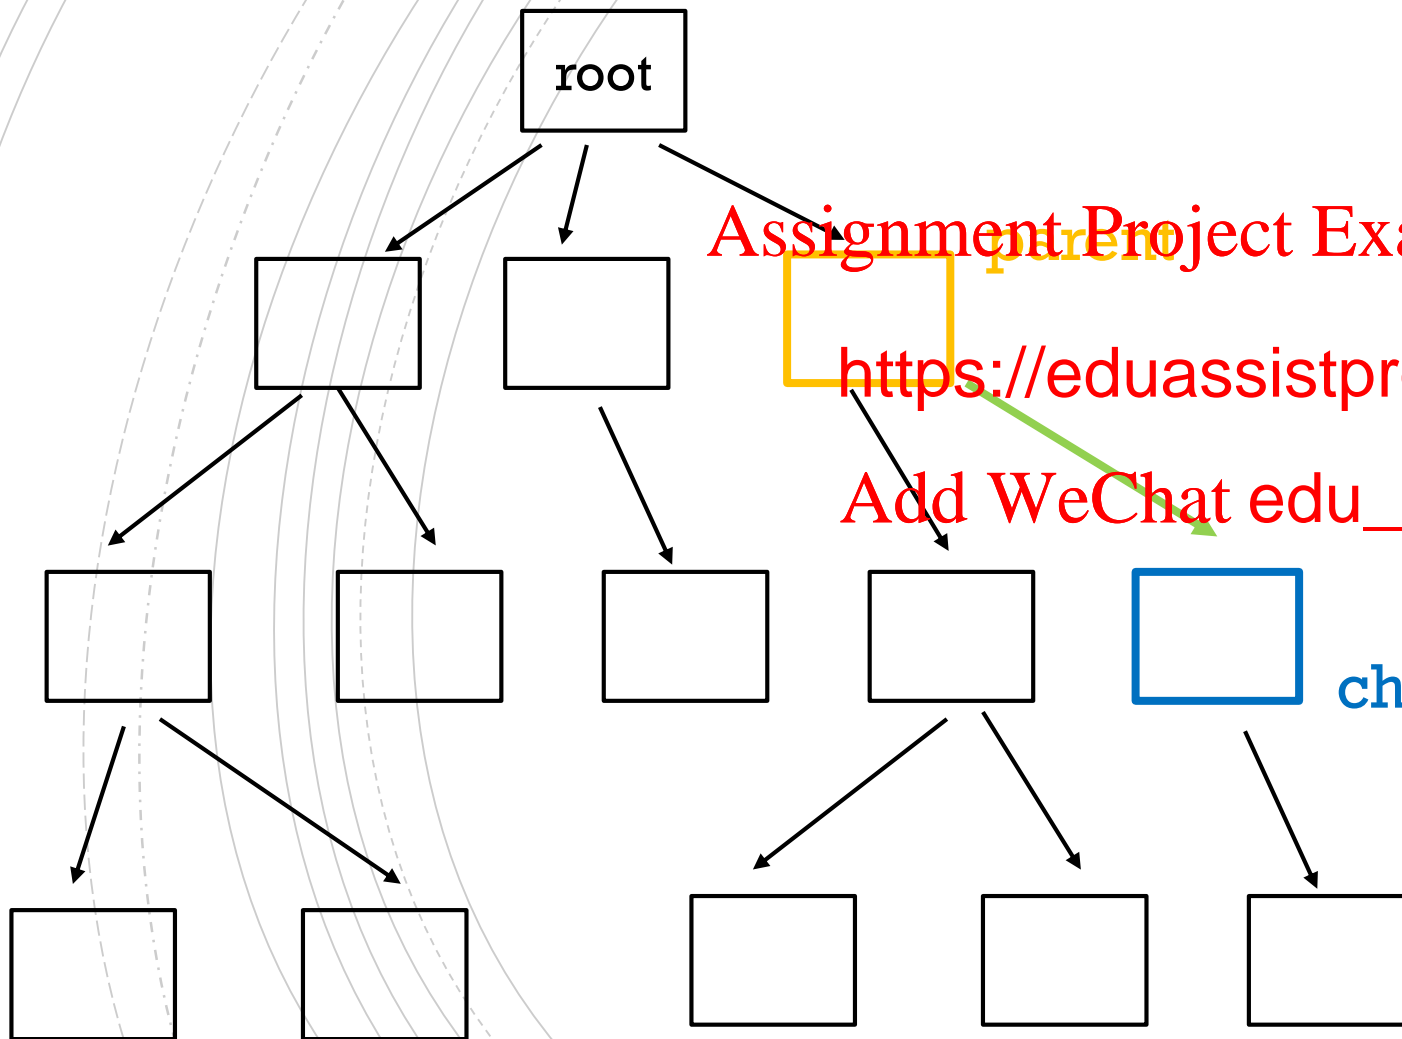 root
Assignment Project Exa
parent
https://eduassistpr
Add WeChat edu_
ch